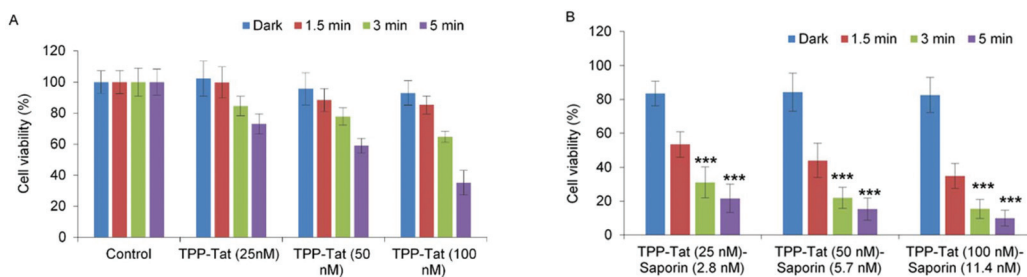 A
Dark 1.5 min 3 min 5 min
120
100
80
60
40
20
0
Cell viability (%)
Control TPP-Tat (25nM) TPP-Tat (50 nM) TPP-Tat (100 nM)
B
Dark 1.5 min 3 min 5 min
120
100
80
60
40
20
0
Cell viability (%)
*** *** *** *** *** ***
TPP-Tat (25 nM)- TPP-Tat (50 nM)- TPP-Tat (100 nM)-
Saporin (2.8 nM) Saporin (5.7 nM) Saporin (11.4 nM)